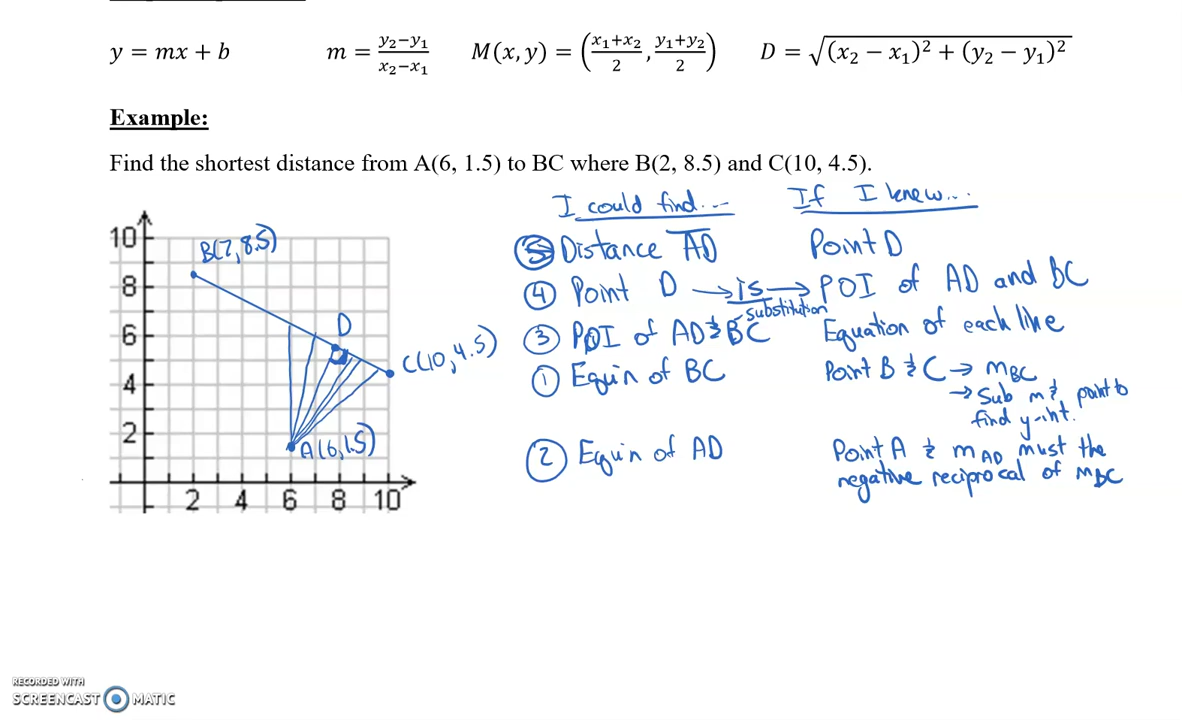 y = mx + b    m = y₂−y₁/x₂−x₁    M(x, y) = (x₁+x₂/2, y₁+y₂/2)    D = √(x₂ − x₁)² + (y₂ − y₁)²
Example:
Find the shortest distance from A(6, 1.5) to BC where B(2, 8.5) and C(10, 4.5).
I could find...    If I knew...
⑤ Distance AD    Point D
④ Point D → is → POI of AD and BC
substitution
③ POI of AD & BC    Equation of each line
① Equ'n of BC    Point B & C → mBC
→ Sub m & point to
find y-int.
② Equ'n of AD    Point A & mAD must the
negative reciprocal of mBC
10
8
6
4
2
B(2, 8.5)
D
C(10, 4.5)
A(6, 1.5)
2 4 6 8 10
RECORDED WITH
SCREENCAST MATIC